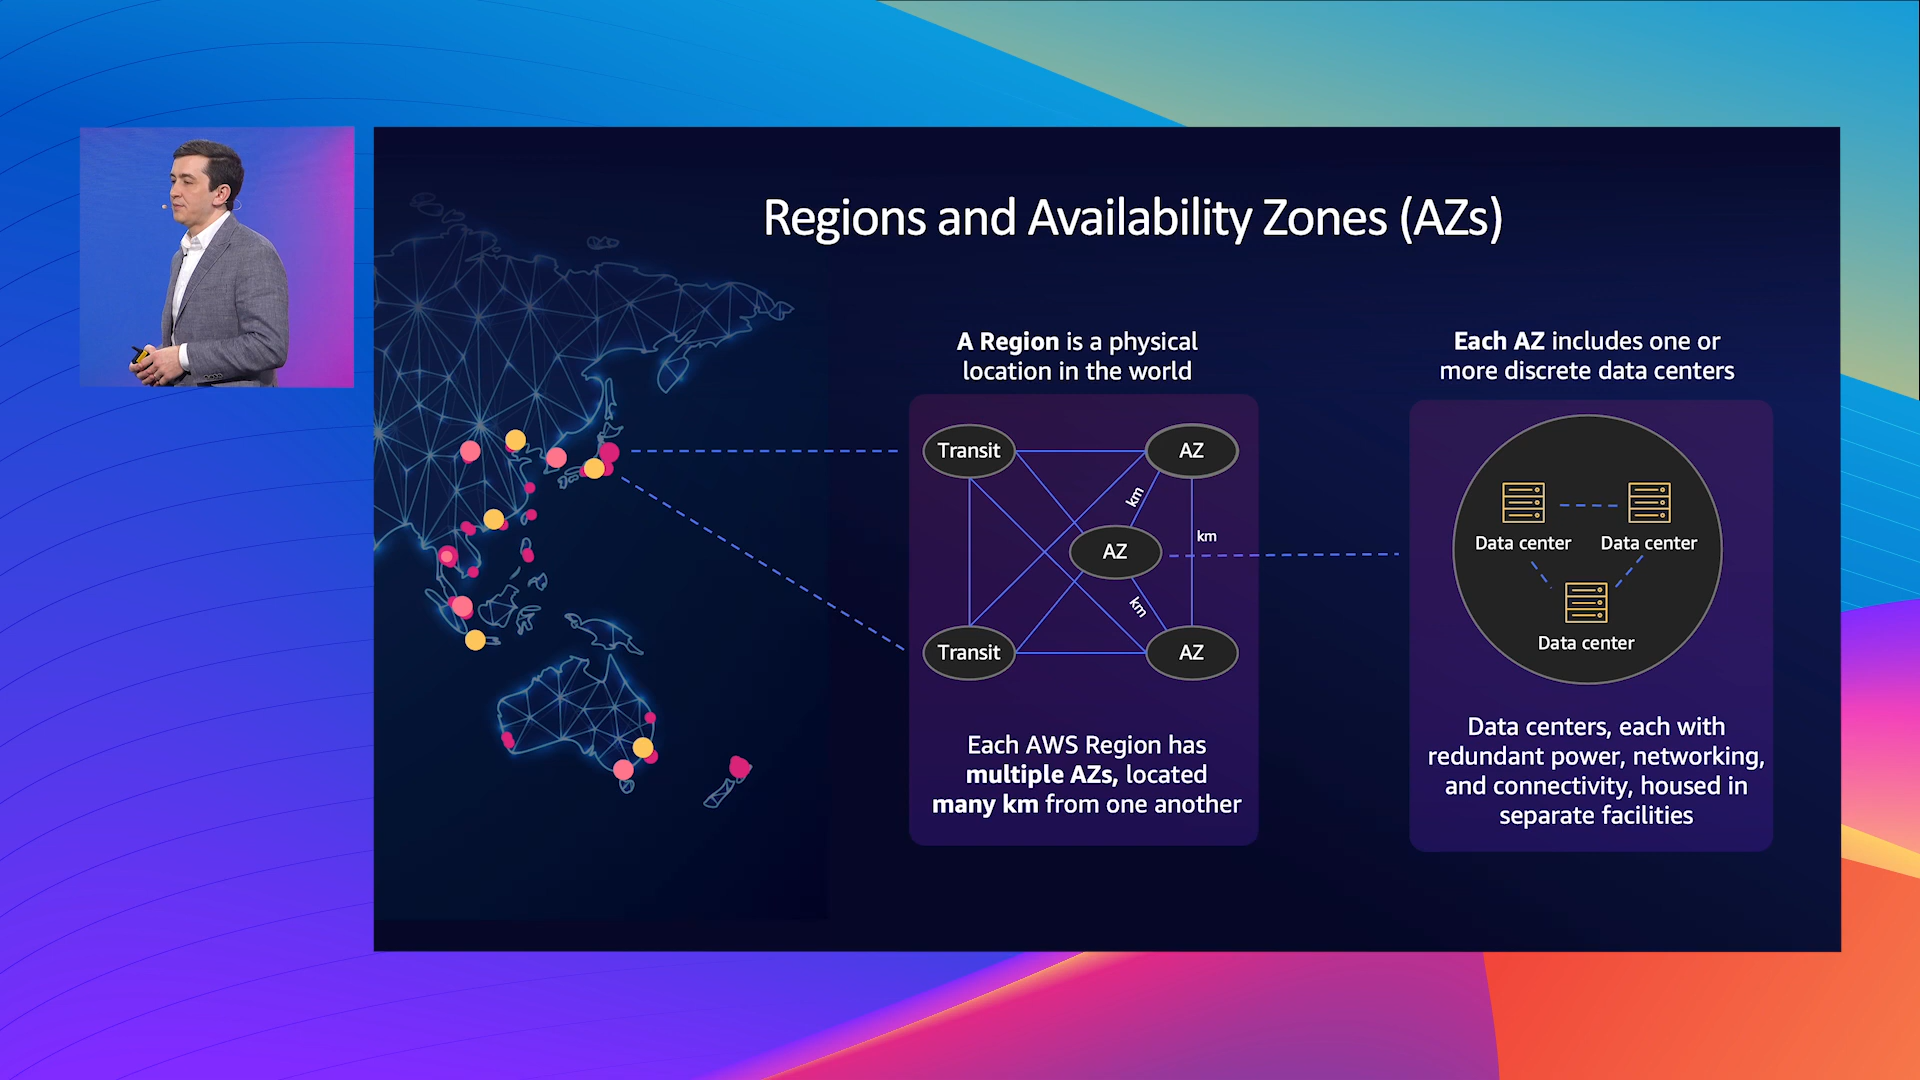 Regions and Availability Zones (AZs)
A Region is a physical
location in the world
Transit
AZ
km
km
AZ
km
Transit
AZ
Each AWS Region has
multiple AZs, located
many km from one another
Each AZ includes one or
more discrete data centers
Data center
Data center
Data center
Data centers, each with
redundant power, networking,
and connectivity, housed in
separate facilities